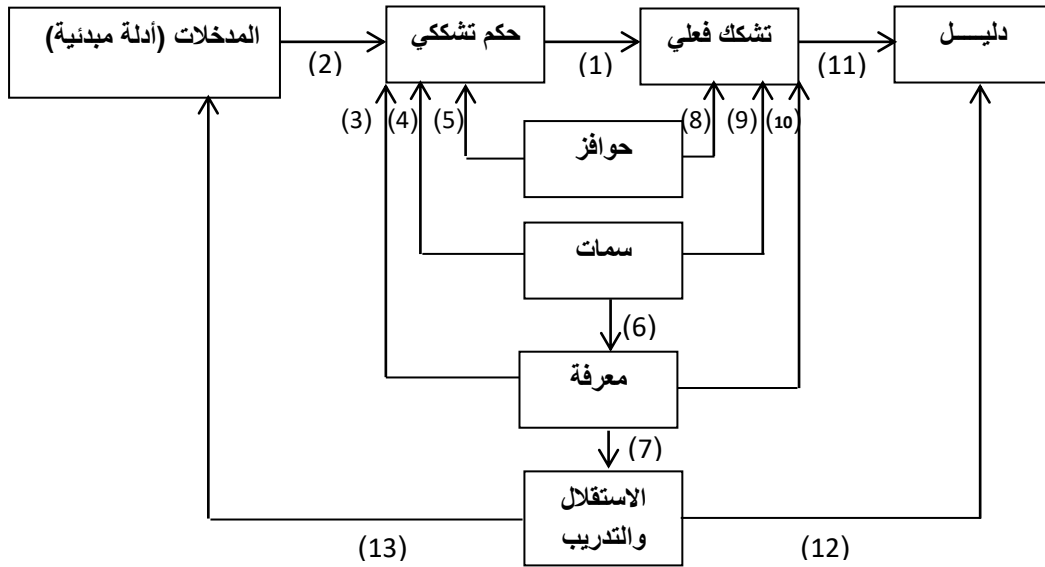 المدخلات (أدلة مبدئية)
(2)
حكم تشككي
(1)
تشكك فعلي
(11)
دليـــــل
(3)
(4)
(5)
حوافز
(8)
(9)
(10)
سمات
(6)
معرفة
(7)
الاستقلال
والتدريب
(13)
(12)